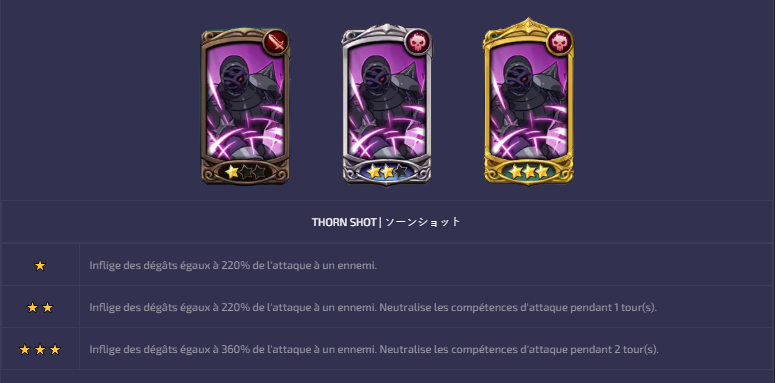 THORN SHOT | ソーンショット
Inflige des dégâts égaux à 220% de l'attaque à un ennemi.
Inflige des dégâts égaux à 220% de l'attaque à un ennemi. Neutralise les compétences d'attaque pendant 1 tour(s).
Inflige des dégâts égaux à 360% de l'attaque à un ennemi. Neutralise les compétences d'attaque pendant 2 tour(s).